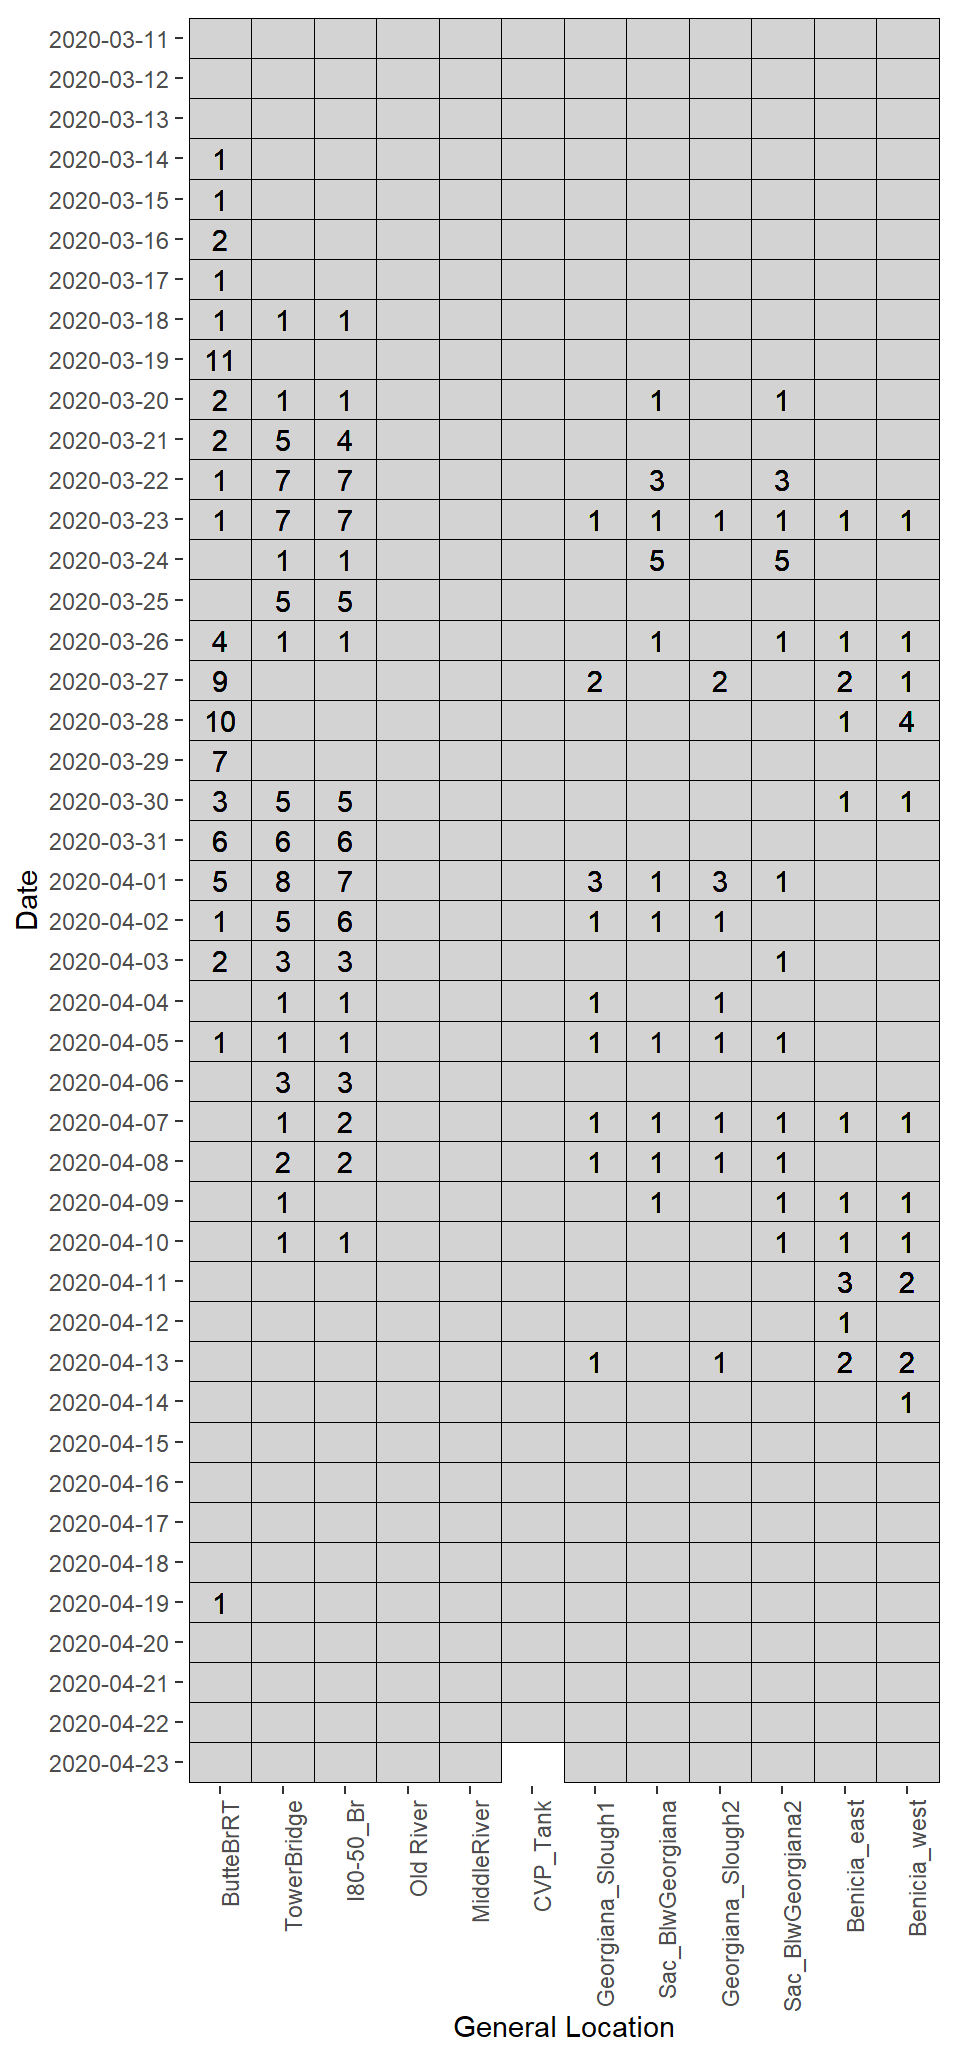 2020-03-11
2020-03-12
2020-03-13
2020-03-14 1
2020-03-15 1
2020-03-16 2
2020-03-17 1
2020-03-18 1 1 1
2020-03-19 11
2020-03-20 2 1 1 1 1
2020-03-21 2 5 4
2020-03-22 1 7 7 3 3
2020-03-23 1 7 7 1 1 1 1 1 1
2020-03-24 1 1 5 5
2020-03-25 5 5
2020-03-26 4 1 1 1 1 1 1
2020-03-27 9 2 2 2 1
2020-03-28 10 1 4
2020-03-29 7
2020-03-30 3 5 5 1 1
2020-03-31 6 6 6
2020-04-01 5 8 7 3 1 3 1
2020-04-02 1 5 6 1 1 1
2020-04-03 2 3 3 1
2020-04-04 1 1 1 1
2020-04-05 1 1 1 1 1 1 1
2020-04-06 3 3
2020-04-07 1 2 1 1 1 1 1 1
2020-04-08 2 2 1 1 1 1
2020-04-09 1 1 1 1 1
2020-04-10 1 1 1 1 1
2020-04-11 3 2
2020-04-12 1
2020-04-13 1 1 2 2
2020-04-14 1
2020-04-15
2020-04-16
2020-04-17
2020-04-18
2020-04-19 1
2020-04-20
2020-04-21
2020-04-22
2020-04-23
Date
ButteBrRT
TowerBridge
I80-50_Br
Old River
MiddleRiver
CVP_Tank
Georgiana_Slough1
Sac_BlwGeorgiana
Georgiana_Slough2
Sac_BlwGeorgiana2
Benicia_east
Benicia_west
General Location